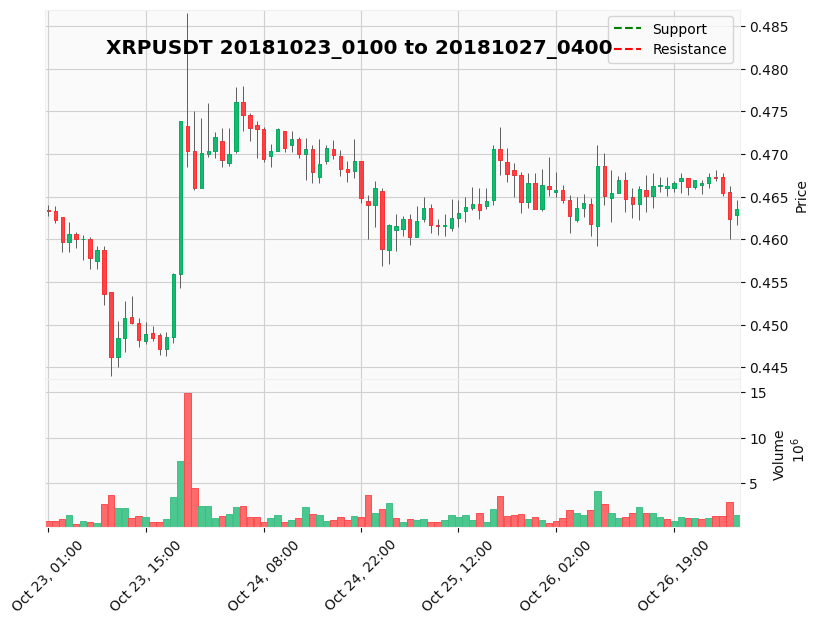 XRPUSDT 20181023_0100 to 20181027_0400
Support
Resistance
0.485
0.480
0.475
0.470
0.465
0.460
0.455
0.450
0.445
Price
15
10
5
Volume
10^6
Oct 23, 01:00
Oct 23, 15:00
Oct 24, 08:00
Oct 24, 22:00
Oct 25, 12:00
Oct 26, 02:00
Oct 26, 19:00